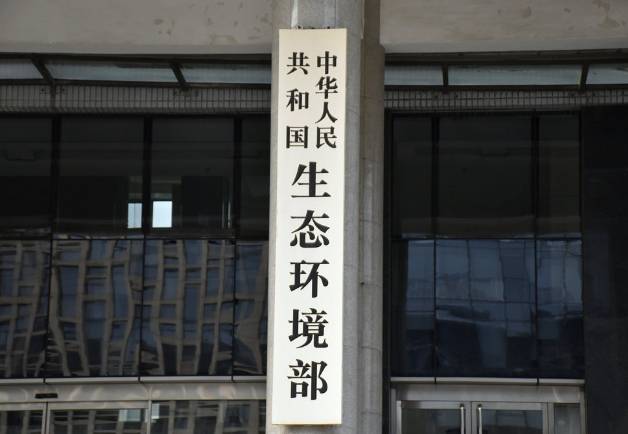 中华人民
共和国
生态环境部